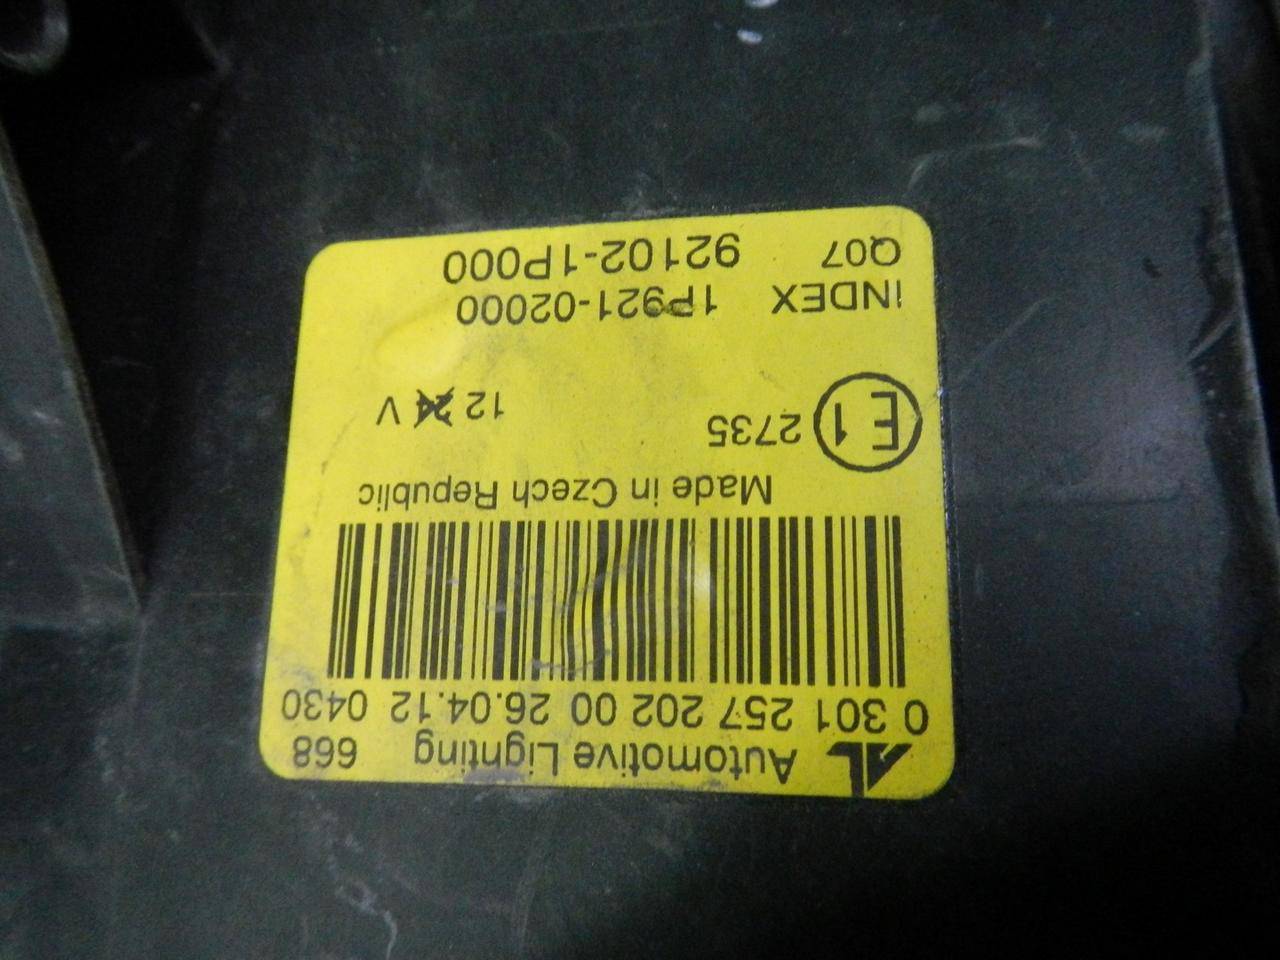 AL Automotive Lighting 668
0 301 257 202 00 26.04.12 0430
Made in Czech Republic
E1 2735 12 24 V
INDEX 1P921-02000
Q07 92102-1P000